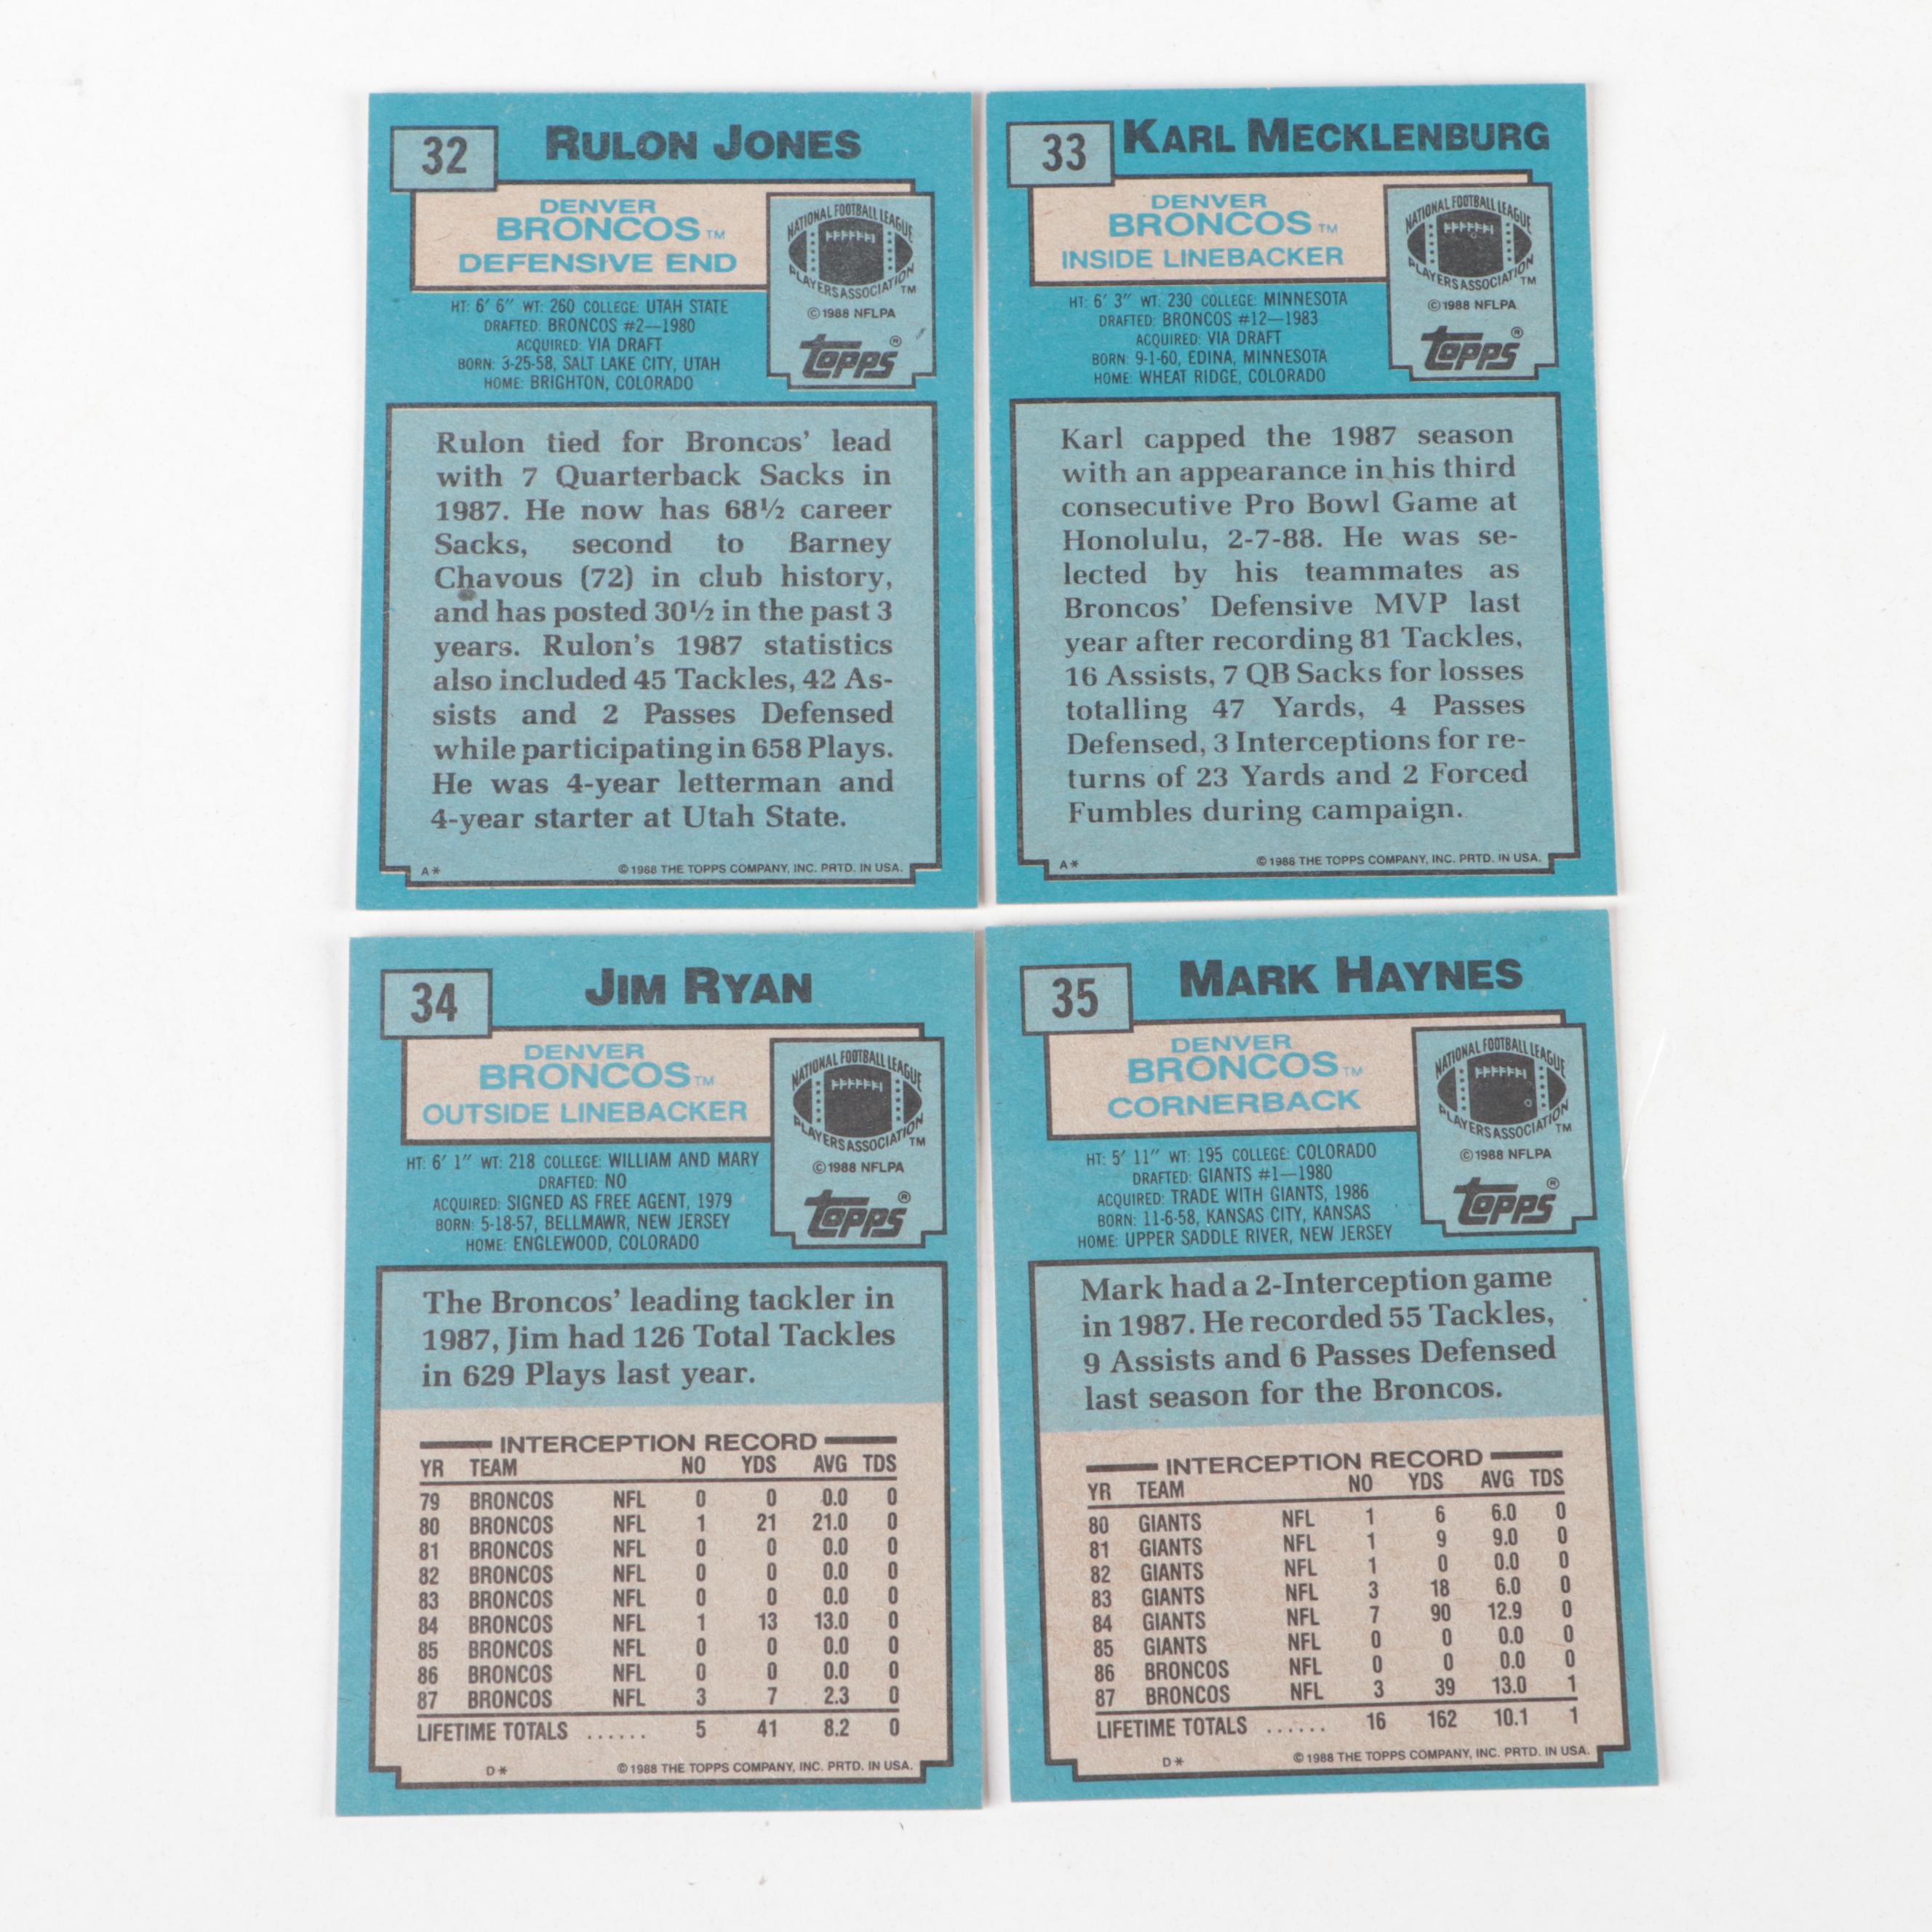 32 RULON JONES
DENVER
BRONCOS™
DEFENSIVE END
NATIONAL FOOTBALL LEAGUE
PLAYERS ASSOCIATION™
©1988 NFLPA
Topps®
HT: 6' 6" WT: 260 COLLEGE: UTAH STATE
DRAFTED: BRONCOS #2—1980
ACQUIRED: VIA DRAFT
BORN: 3-25-58, SALT LAKE CITY, UTAH
HOME: BRIGHTON, COLORADO
Rulon tied for Broncos' lead
with 7 Quarterback Sacks in
1987. He now has 68½ career
Sacks, second to Barney
Chavous (72) in club history,
and has posted 30½ in the past 3
years. Rulon's 1987 statistics
also included 45 Tackles, 42 As-
sists and 2 Passes Defensed
while participating in 658 Plays.
He was 4-year letterman and
4-year starter at Utah State.
A* ©1988 THE TOPPS COMPANY, INC. PRTD. IN USA.
33 KARL MECKLENBURG
DENVER
BRONCOS™
INSIDE LINEBACKER
NATIONAL FOOTBALL LEAGUE
PLAYERS ASSOCIATION™
©1988 NFLPA
Topps®
HT: 6' 3" WT: 230 COLLEGE: MINNESOTA
DRAFTED: BRONCOS #12—1983
ACQUIRED: VIA DRAFT
BORN: 9-1-60, EDINA, MINNESOTA
HOME: WHEAT RIDGE, COLORADO
Karl capped the 1987 season
with an appearance in his third
consecutive Pro Bowl Game at
Honolulu, 2-7-88. He was se-
lected by his teammates as
Broncos' Defensive MVP last
year after recording 81 Tackles,
16 Assists, 7 QB Sacks for losses
totalling 47 Yards, 4 Passes
Defensed, 3 Interceptions for re-
turns of 23 Yards and 2 Forced
Fumbles during campaign.
A* ©1988 THE TOPPS COMPANY, INC. PRTD. IN USA.
34 JIM RYAN
DENVER
BRONCOS™
OUTSIDE LINEBACKER
NATIONAL FOOTBALL LEAGUE
PLAYERS ASSOCIATION™
©1988 NFLPA
Topps®
HT: 6' 1" WT: 218 COLLEGE: WILLIAM AND MARY
DRAFTED: NO
ACQUIRED: SIGNED AS FREE AGENT, 1979
BORN: 5-18-57, BELLMAWR, NEW JERSEY
HOME: ENGLEWOOD, COLORADO
The Broncos' leading tackler in
1987, Jim had 126 Total Tackles
in 629 Plays last year.
INTERCEPTION RECORD
YR TEAM NO YDS AVG TDS
79 BRONCOS NFL 0 0 0.0 0
80 BRONCOS NFL 1 21 21.0 0
81 BRONCOS NFL 0 0 0.0 0
82 BRONCOS NFL 0 0 0.0 0
83 BRONCOS NFL 0 0 0.0 0
84 BRONCOS NFL 1 13 13.0 0
85 BRONCOS NFL 0 0 0.0 0
86 BRONCOS NFL 0 0 0.0 0
87 BRONCOS NFL 3 7 2.3 0
LIFETIME TOTALS ...... 5 41 8.2 0
D* ©1988 THE TOPPS COMPANY, INC. PRTD. IN USA.
35 MARK HAYNES
DENVER
BRONCOS™
CORNERBACK
NATIONAL FOOTBALL LEAGUE
PLAYERS ASSOCIATION™
©1988 NFLPA
Topps®
HT: 5' 11" WT: 195 COLLEGE: COLORADO
DRAFTED: GIANTS #1—1980
ACQUIRED: TRADE WITH GIANTS, 1986
BORN: 11-6-58, KANSAS CITY, KANSAS
HOME: UPPER SADDLE RIVER, NEW JERSEY
Mark had a 2-Interception game
in 1987. He recorded 55 Tackles,
9 Assists and 6 Passes Defensed
last season for the Broncos.
INTERCEPTION RECORD
YR TEAM NO YDS AVG TDS
80 GIANTS NFL 1 6 6.0 0
81 GIANTS NFL 1 9 9.0 0
82 GIANTS NFL 1 0 0.0 0
83 GIANTS NFL 3 18 6.0 0
84 GIANTS NFL 7 90 12.9 0
85 GIANTS NFL 0 0 0.0 0
86 BRONCOS NFL 0 0 0.0 0
87 BRONCOS NFL 3 39 13.0 1
LIFETIME TOTALS ...... 16 162 10.1 1
D* ©1988 THE TOPPS COMPANY, INC. PRTD. IN USA.